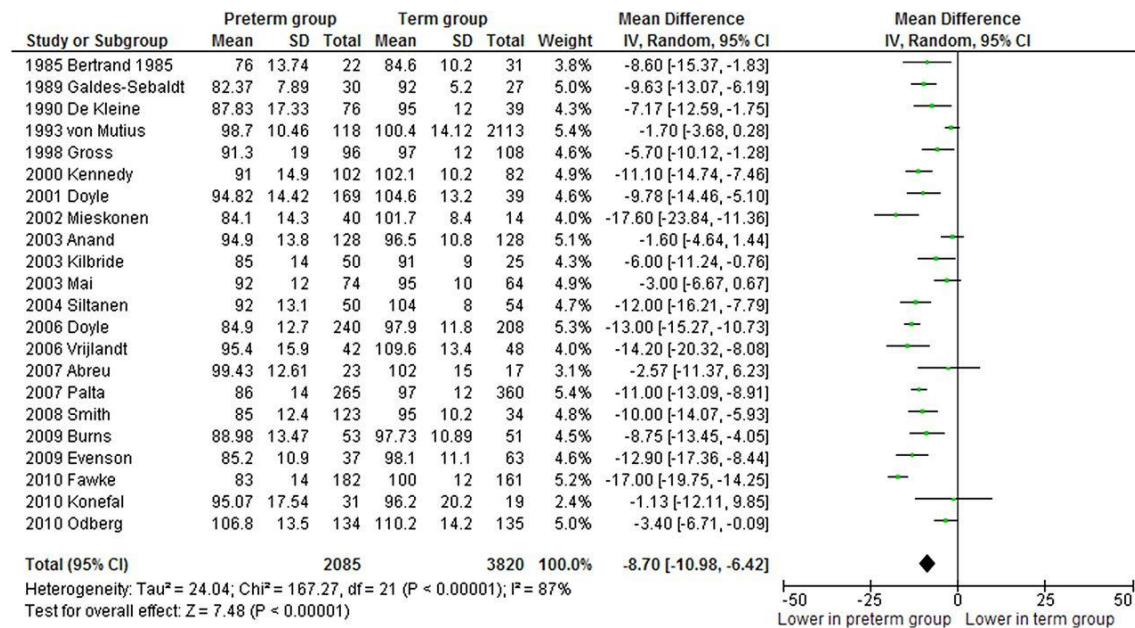 Preterm group Term group Mean Difference Mean Difference
Study or Subgroup Mean SD Total Mean SD Total Weight IV, Random, 95% CI IV, Random, 95% CI
1985 Bertrand 1985 76 13.74 22 84.6 10.2 31 3.8% -8.60 [-15.37, -1.83]
1989 Galdes-Sebaldt 82.37 7.89 30 92 5.2 27 5.0% -9.63 [-13.07, -6.19]
1990 De Kleine 87.83 17.33 76 95 12 39 4.3% -7.17 [-12.59, -1.75]
1993 von Mutius 98.7 10.46 118 100.4 14.12 2113 5.4% -1.70 [-3.68, 0.28]
1998 Gross 91.3 19 96 97 12 108 4.6% -5.70 [-10.12, -1.28]
2000 Kennedy 91 14.9 102 102.1 10.2 82 4.9% -11.10 [-14.74, -7.46]
2001 Doyle 94.82 14.42 169 104.6 13.2 39 4.5% -9.78 [-14.46, -5.10]
2002 Mieskonen 84.1 14.3 40 101.7 8.4 14 4.0% -17.60 [-23.84, -11.36]
2003 Anand 94.9 13.8 128 96.5 10.8 128 5.1% -1.60 [-4.64, 1.44]
2003 Kilbride 85 14 50 91 9 25 4.3% -6.00 [-11.24, -0.76]
2003 Mai 92 12 74 95 10 64 4.9% -3.00 [-6.67, 0.67]
2004 Siltanen 92 13.1 50 104 8 54 4.7% -12.00 [-16.21, -7.79]
2006 Doyle 84.9 12.7 240 97.9 11.8 208 5.3% -13.00 [-15.27, -10.73]
2006 Vrijlandt 95.4 15.9 42 109.6 13.4 48 4.0% -14.20 [-20.32, -8.08]
2007 Abreu 99.43 12.61 23 102 15 17 3.1% -2.57 [-11.37, 6.23]
2007 Palta 86 14 265 97 12 360 5.4% -11.00 [-13.09, -8.91]
2008 Smith 85 12.4 123 95 10.2 34 4.8% -10.00 [-14.07, -5.93]
2009 Burns 88.98 13.47 53 97.73 10.89 51 4.5% -8.75 [-13.45, -4.05]
2009 Evenson 85.2 10.9 37 98.1 11.1 63 4.6% -12.90 [-17.36, -8.44]
2010 Fawke 83 14 182 100 12 161 5.2% -17.00 [-19.75, -14.25]
2010 Konefal 95.07 17.54 31 96.2 20.2 19 2.4% -1.13 [-12.11, 9.85]
2010 Odberg 106.8 13.5 134 110.2 14.2 135 5.0% -3.40 [-6.71, -0.09]
Total (95% CI) 2085 3820 100.0% -8.70 [-10.98, -6.42]
Heterogeneity: Tau² = 24.04; Chi² = 167.27, df = 21 (P < 0.00001); I² = 87%
Test for overall effect: Z = 7.48 (P < 0.00001)
-50 -25 0 25 50
Lower in preterm group Lower in term group